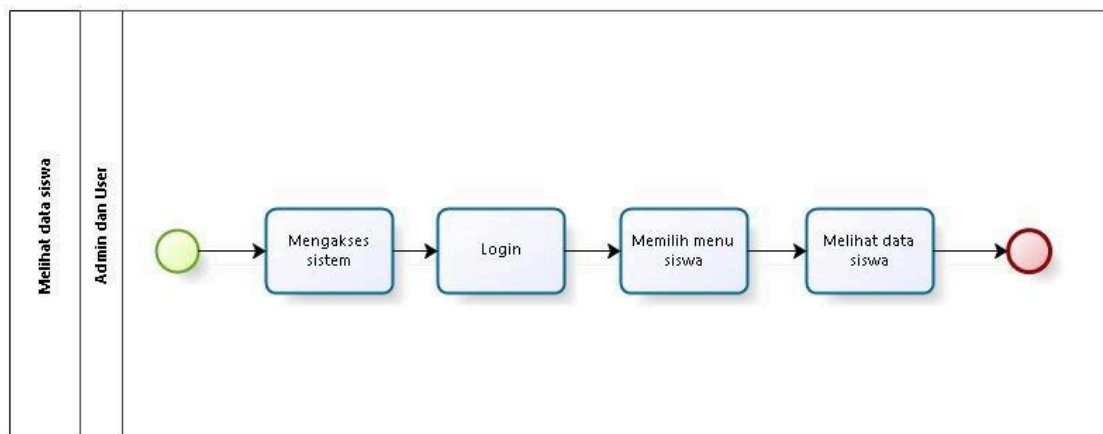 Melihat data siswa
Admin dan User
Mengakses
sistem
Login
Memilih menu
siswa
Melihat data
siswa